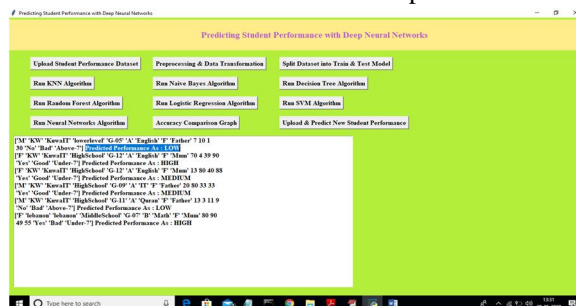 Predicting Student Performance with Deep Neural Networks
Predicting Student Performance with Deep Neural Networks
Upload Student Performance Dataset
Preprocessing & Data Transformation
Split Dataset into Train & Test Model
Run KNN Algorithm
Run Naive Bayes Algorithm
Run Decision Tree Algorithm
Run Random Forest Algorithm
Run Logistic Regression Algorithm
Run SVM Algorithm
Run Neural Networks Algorithm
Accuracy Comparison Graph
Upload & Predict New Student Performance
['M' 'KW' 'KuwaIT' 'lowerlevel' 'G-05' 'A' 'English' 'F' 'Father' 7 10 1
30 'No' 'Bad' 'Above-7'] Predicted Performance As : LOW
['F' 'KW' 'KuwaIT' 'HighSchool' 'G-12' 'A' 'English' 'F' 'Mum' 70 4 39 90
'Yes' 'Good' 'Under-7'] Predicted Performance As : HIGH
['F' 'KW' 'KuwaIT' 'HighSchool' 'G-12' 'A' 'English' 'F' 'Mum' 13 80 40 88
'Yes' 'Good' 'Under-7'] Predicted Performance As : MEDIUM
['M' 'KW' 'KuwaIT' 'HighSchool' 'G-09' 'A' 'IT' 'F' 'Father' 20 80 33 33
'Yes' 'Good' 'Under-7'] Predicted Performance As : MEDIUM
['M' 'KW' 'KuwaIT' 'HighSchool' 'G-11' 'A' 'Quran' 'F' 'Father' 13 3 11 9
'No' 'Bad' 'Above-7'] Predicted Performance As : LOW
['F' 'lebanon' 'lebanon' 'MiddleSchool' 'G-07' 'B' 'Math' 'F' 'Mum' 80 90
49 55 'Yes' 'Bad' 'Under-7'] Predicted Performance As : HIGH
Type here to search
13:31